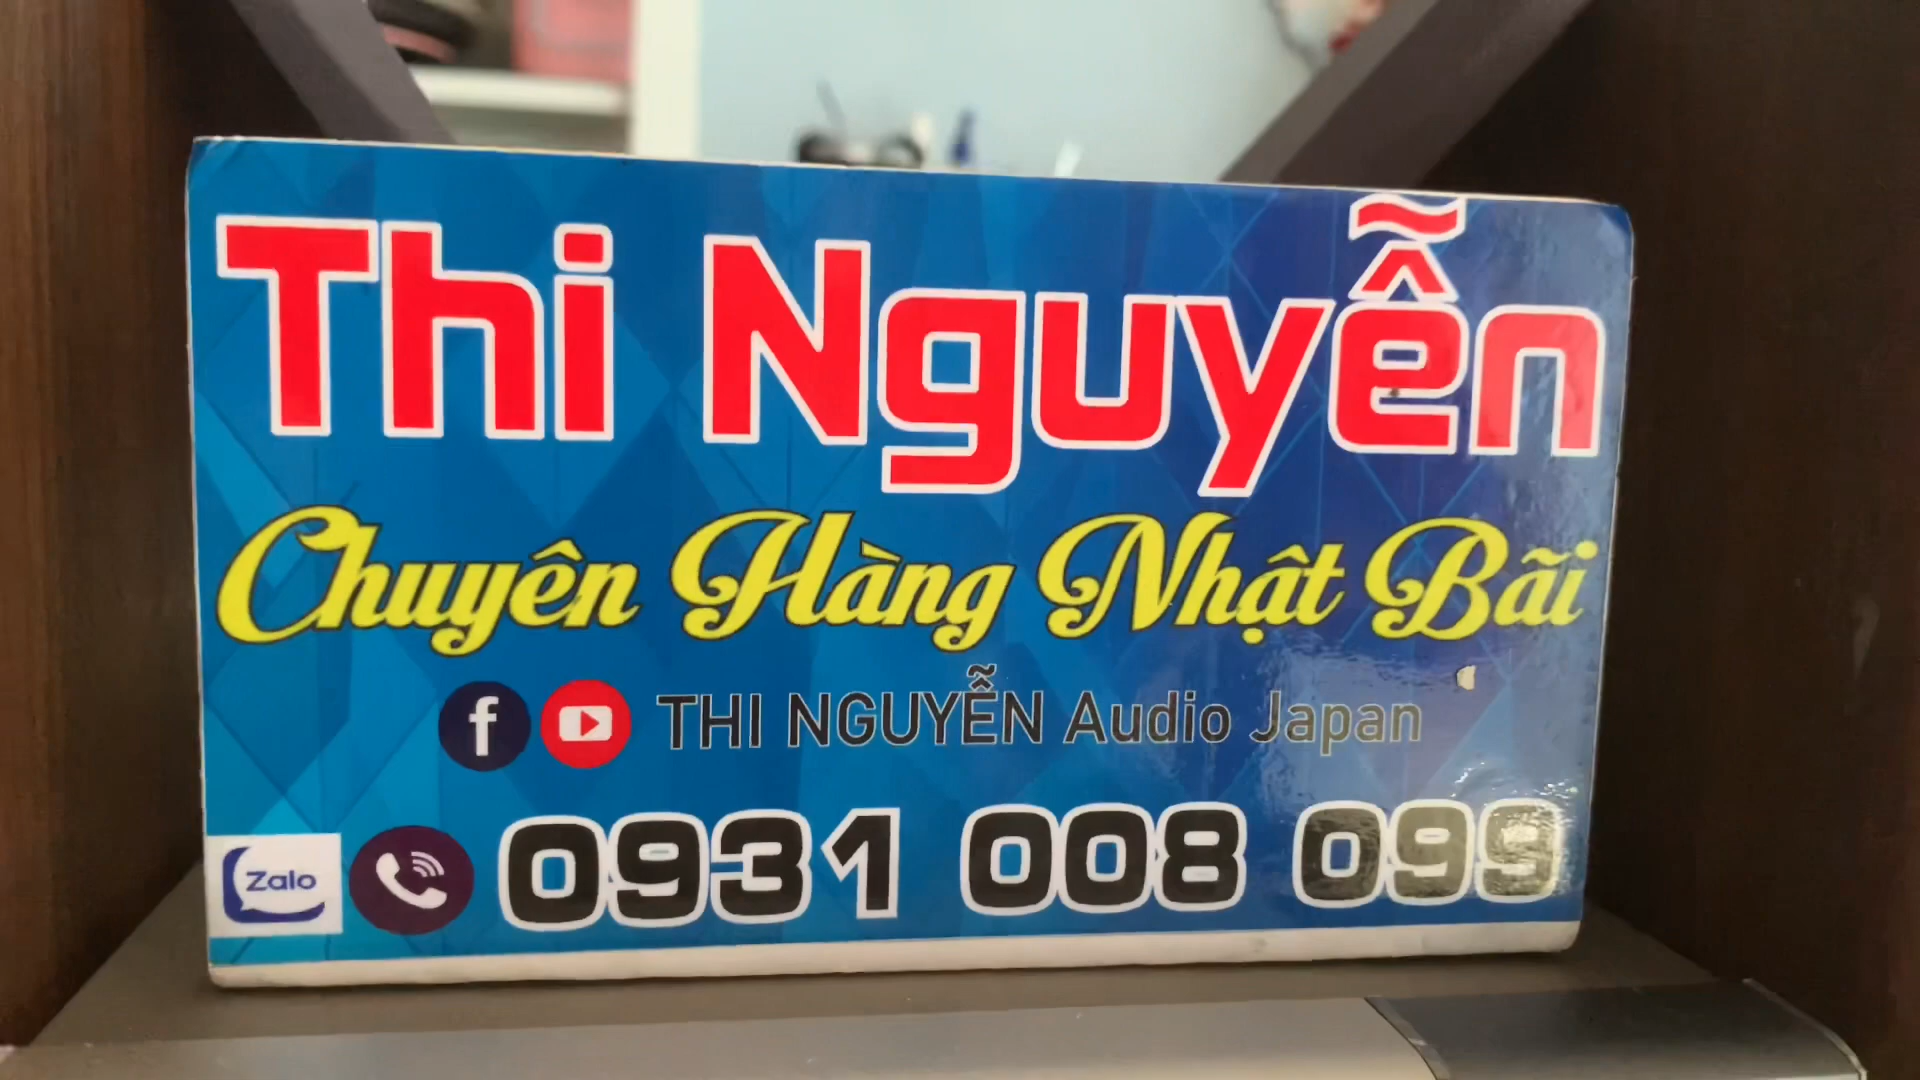 Thi Nguyễn
Chuyên Hàng Nhật Bãi
f THI NGUYỄN Audio Japan
Zalo 0931 008 099